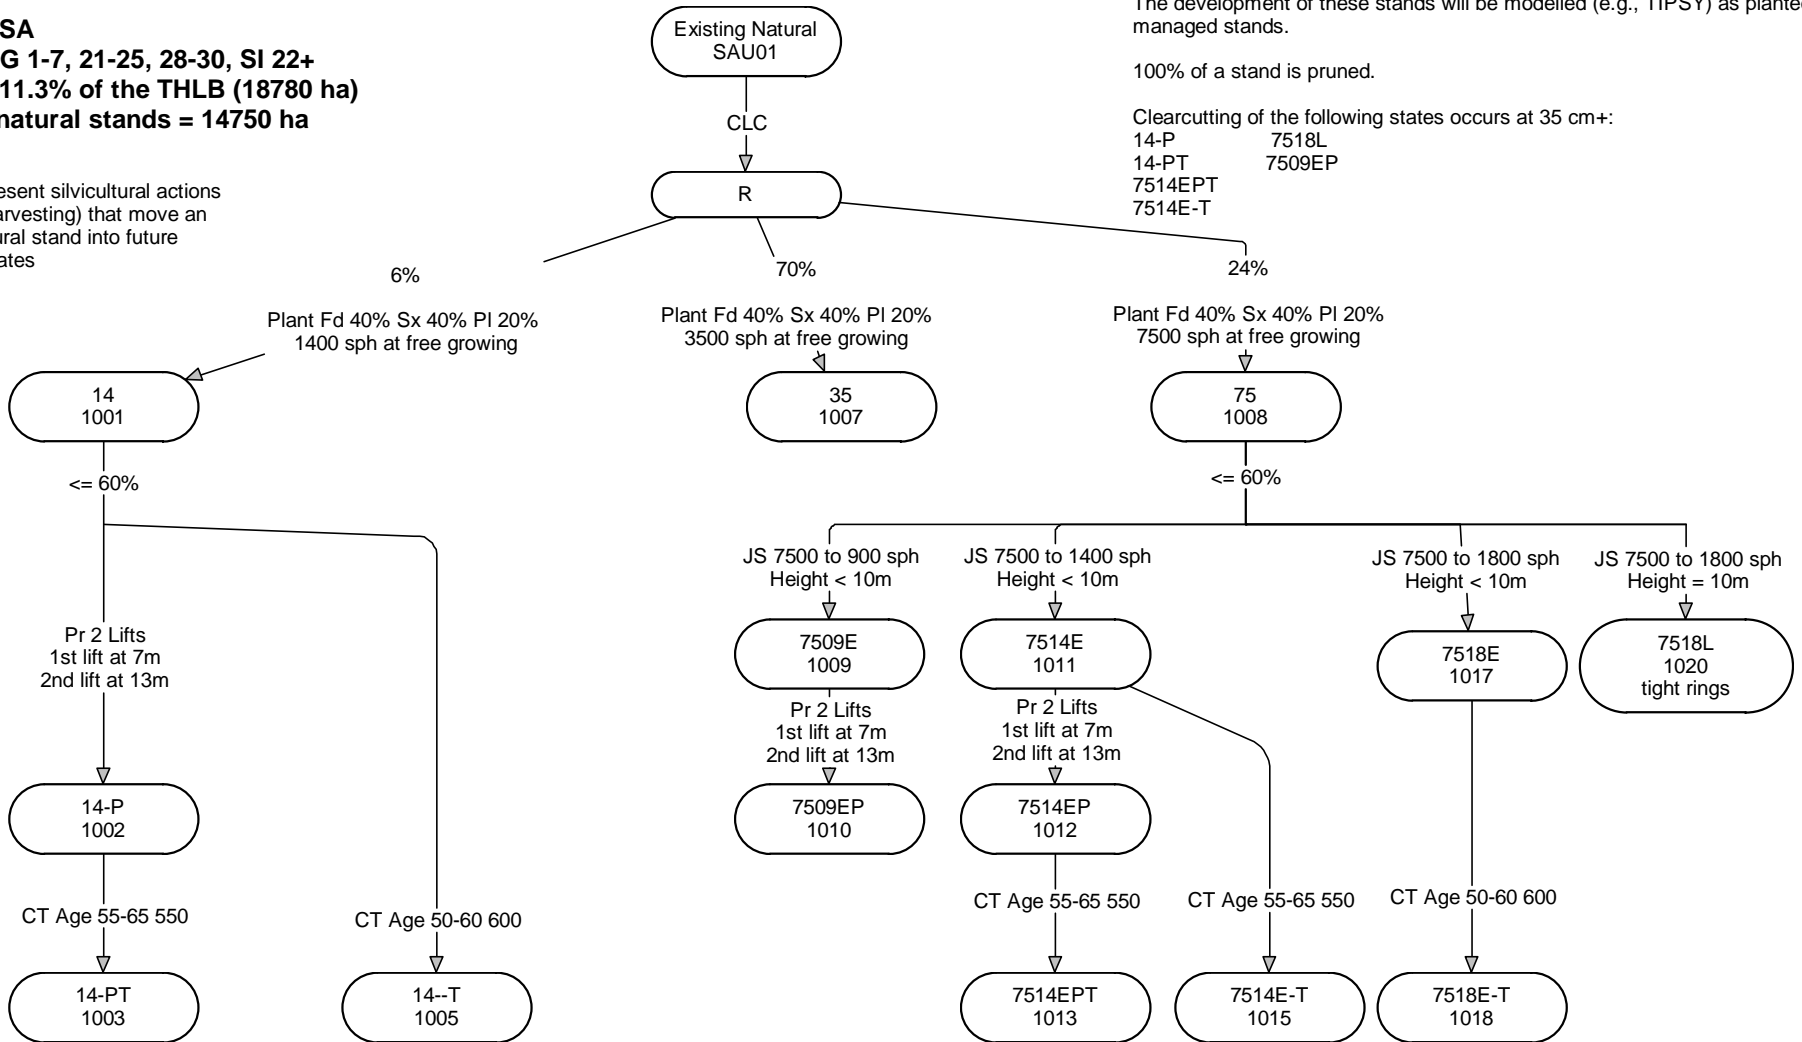 SA
G 1-7, 21-25, 28-30, SI 22+
11.3% of the THLB (18780 ha)
natural stands = 14750 ha
esent silvicultural actions
arvesting) that move an
ural stand into future
ates
Existing Natural
SAU01
The development of these stands will be modelled (e.g., TIPSY) as planted
managed stands.
100% of a stand is pruned.
Clearcutting of the following states occurs at 35 cm+:
14-P 7518L
14-PT 7509EP
7514EPT
7514E-T
CLC
R
6%
70%
24%
Plant Fd 40% Sx 40% Pl 20%
1400 sph at free growing
Plant Fd 40% Sx 40% Pl 20%
3500 sph at free growing
Plant Fd 40% Sx 40% Pl 20%
7500 sph at free growing
14
1001
35
1007
75
1008
<= 60%
<= 60%
JS 7500 to 900 sph
Height < 10m
JS 7500 to 1400 sph
Height < 10m
JS 7500 to 1800 sph
Height < 10m
JS 7500 to 1800 sph
Height = 10m
Pr 2 Lifts
1st lift at 7m
2nd lift at 13m
7509E
1009
7514E
1011
7518E
1017
7518L
1020
tight rings
Pr 2 Lifts
1st lift at 7m
2nd lift at 13m
Pr 2 Lifts
1st lift at 7m
2nd lift at 13m
14-P
1002
7509EP
1010
7514EP
1012
CT Age 55-65 550
CT Age 50-60 600
CT Age 55-65 550
CT Age 55-65 550
CT Age 50-60 600
14-PT
1003
14--T
1005
7514EPT
1013
7514E-T
1015
7518E-T
1018